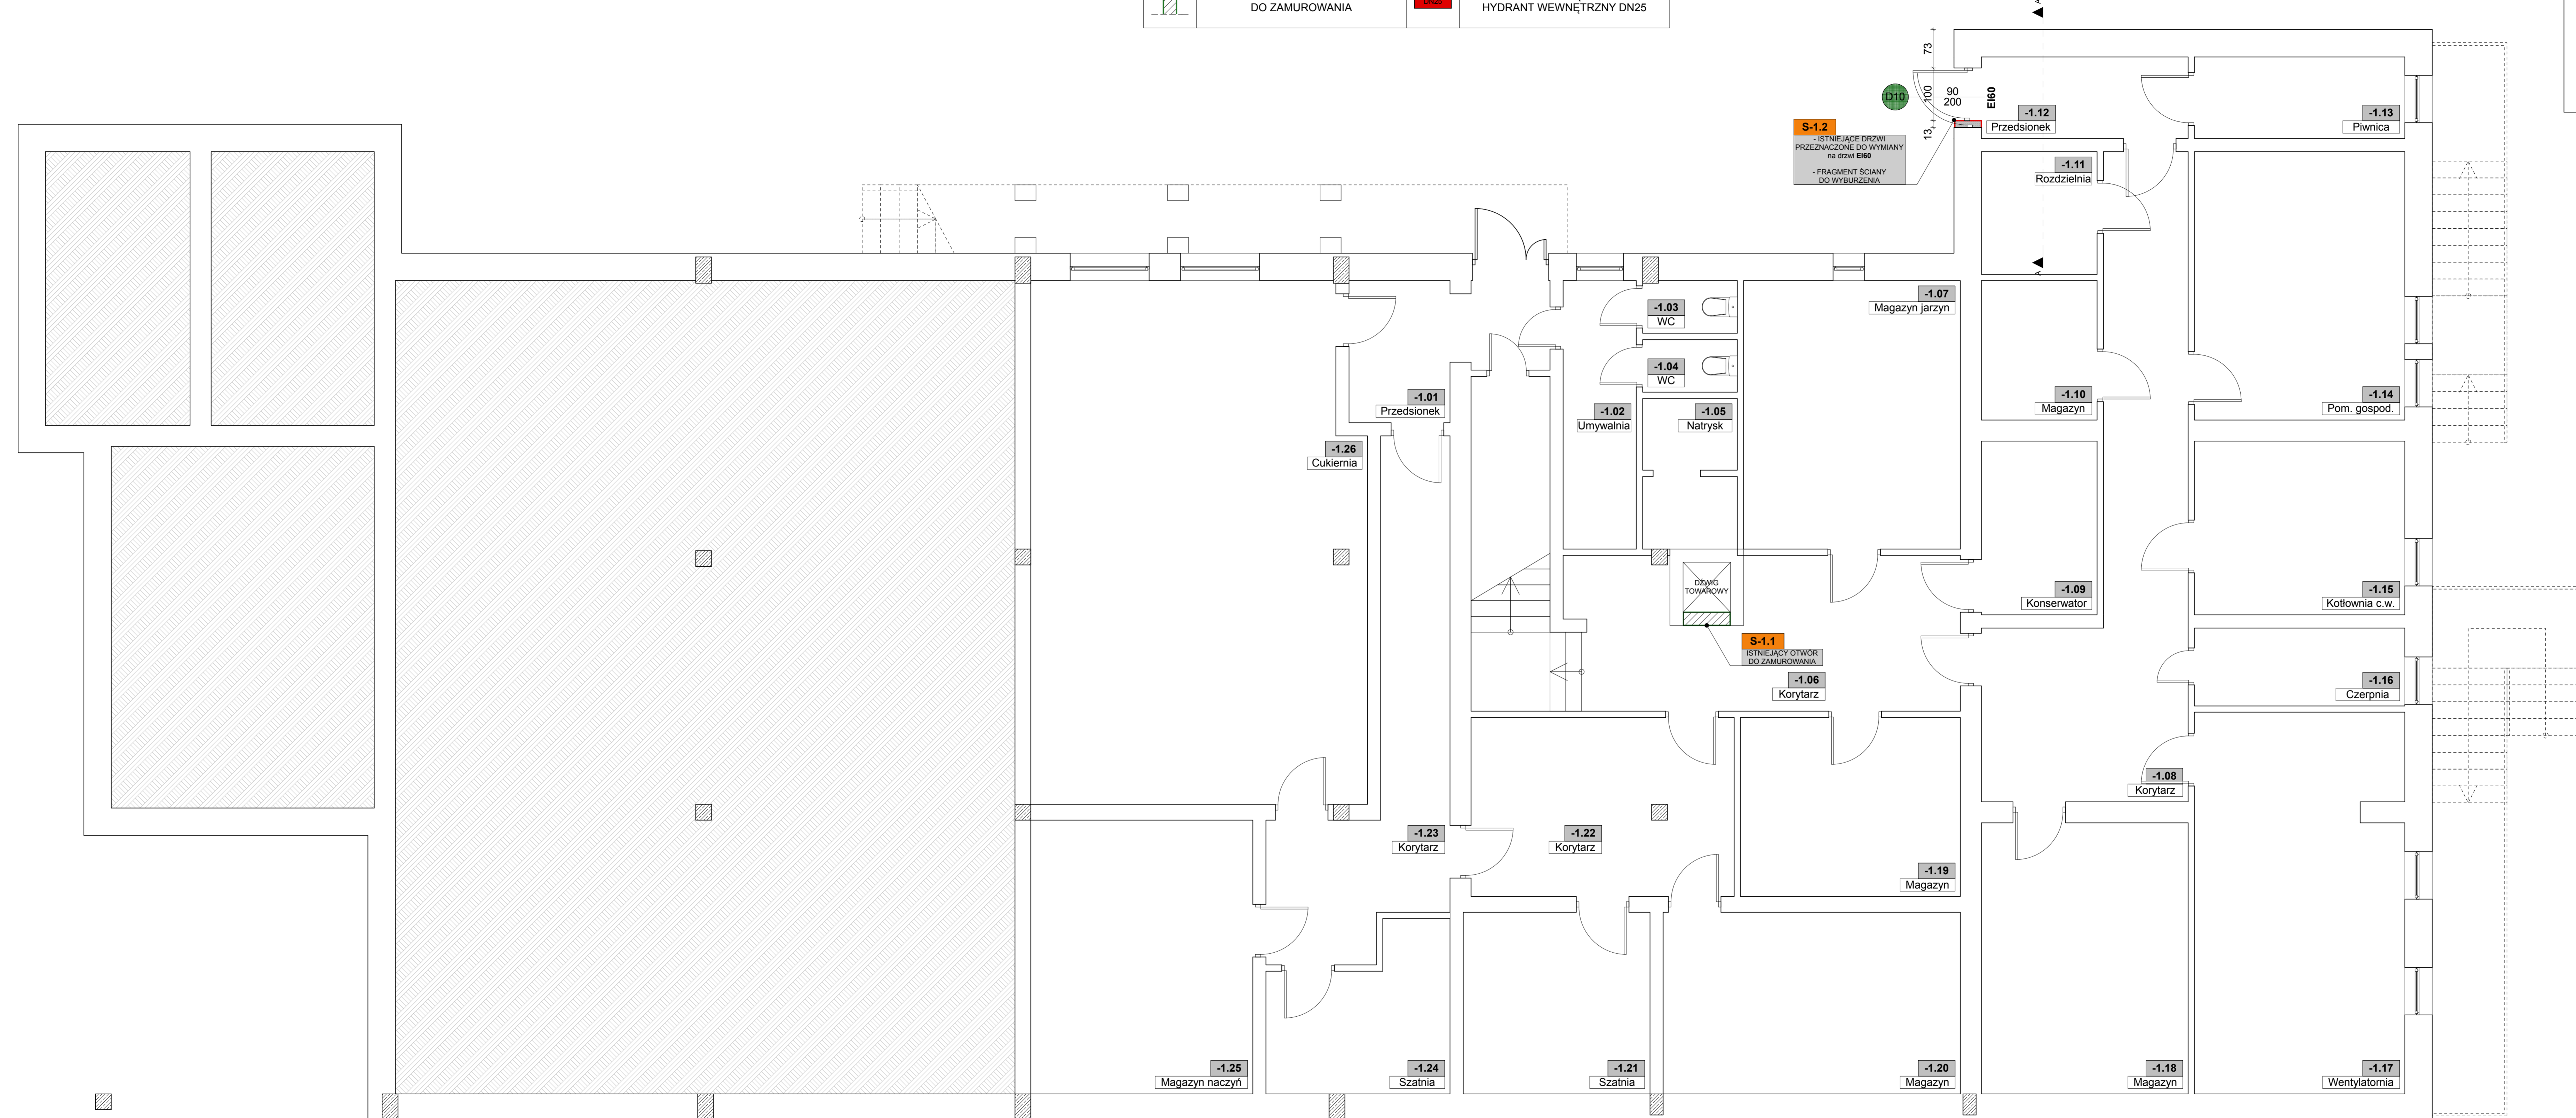 DO ZAMUROWANIA
DN25
HYDRANT WEWNĘTRZNY DN25
A
73
100
13
D10
90
200
EI60
S-1.2
- ISTNIEJĄCE DRZWI
PRZEZNACZONE DO WYMIANY
na drzwi EI60
- FRAGMENT ŚCIANY
DO WYBURZENIA
-1.12
Przedsionek
-1.13
Piwnica
-1.11
Rozdzielnia
A
-1.03
WC
-1.07
Magazyn jarzyn
-1.04
WC
-1.01
Przedsionek
-1.02
Umywalnia
-1.05
Natrysk
-1.10
Magazyn
-1.14
Pom. gospod.
-1.26
Cukiernia
DŹWIG
TOWAROWY
-1.09
Konserwator
-1.15
Kotłownia c.w.
S-1.1
ISTNIEJĄCY OTWÓR
DO ZAMUROWANIA
-1.06
Korytarz
-1.16
Czerpnia
-1.08
Korytarz
-1.23
Korytarz
-1.22
Korytarz
-1.19
Magazyn
-1.25
Magazyn naczyń
-1.24
Szatnia
-1.21
Szatnia
-1.20
Magazyn
-1.18
Magazyn
-1.17
Wentylatornia